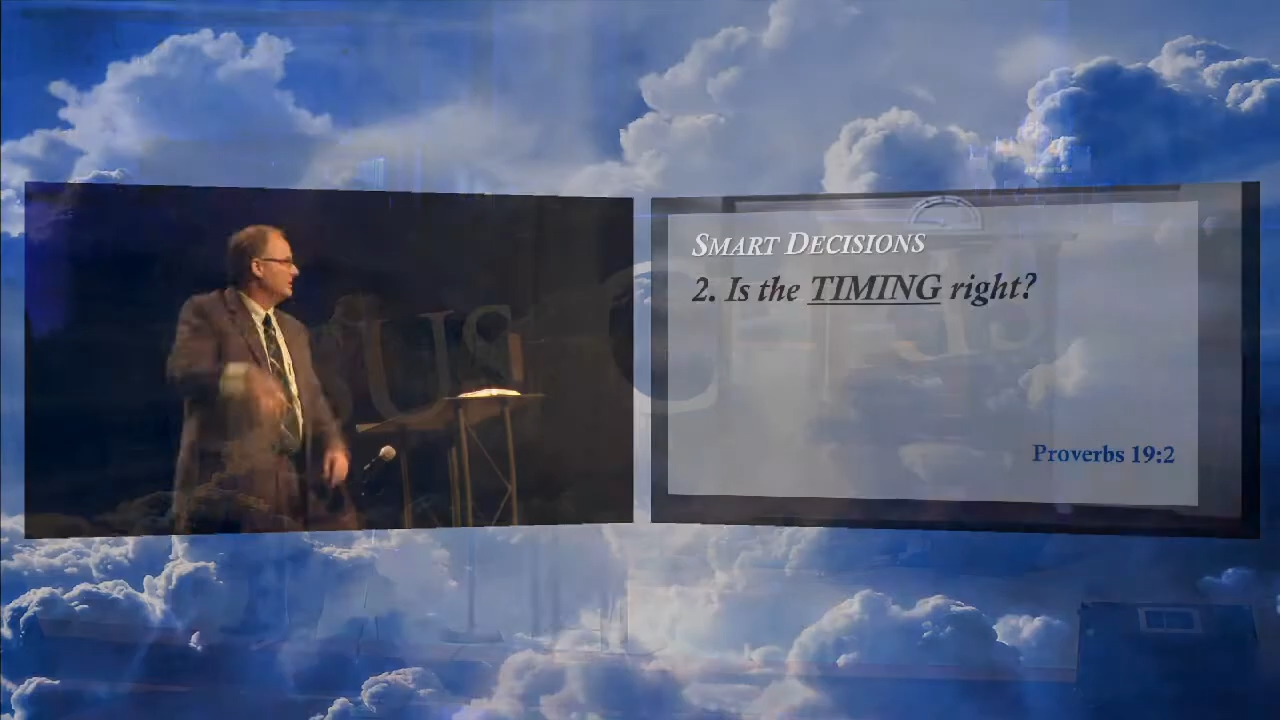 SMART DECISIONS
2. Is the TIMING right?
Proverbs 19:2